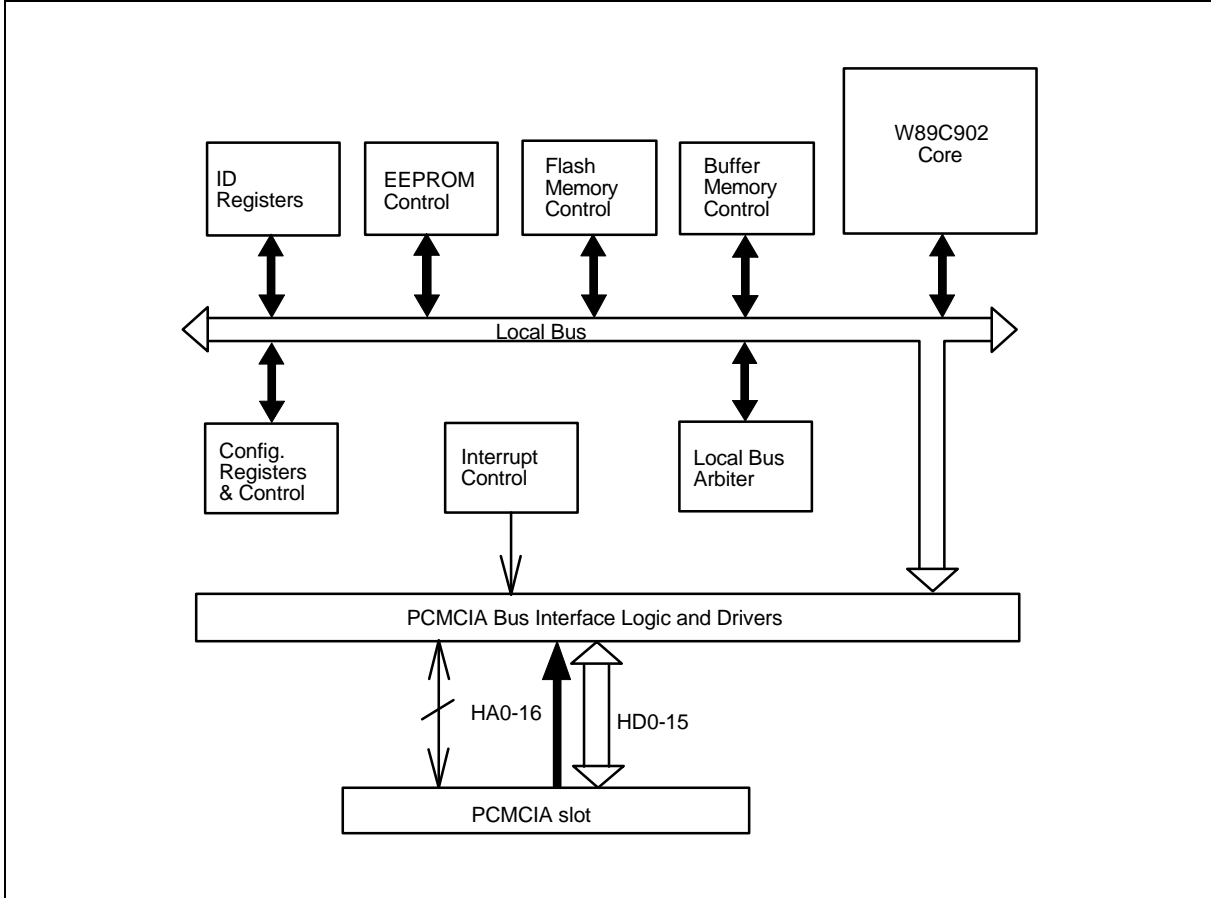 W89C902
Core
ID
Registers
EEPROM
Control
Flash
Memory
Control
Buffer
Memory
Control
Local Bus
Config.
Registers
& Control
Interrupt
Control
Local Bus
Arbiter
PCMCIA Bus Interface Logic and Drivers
HA0-16
HD0-15
PCMCIA slot